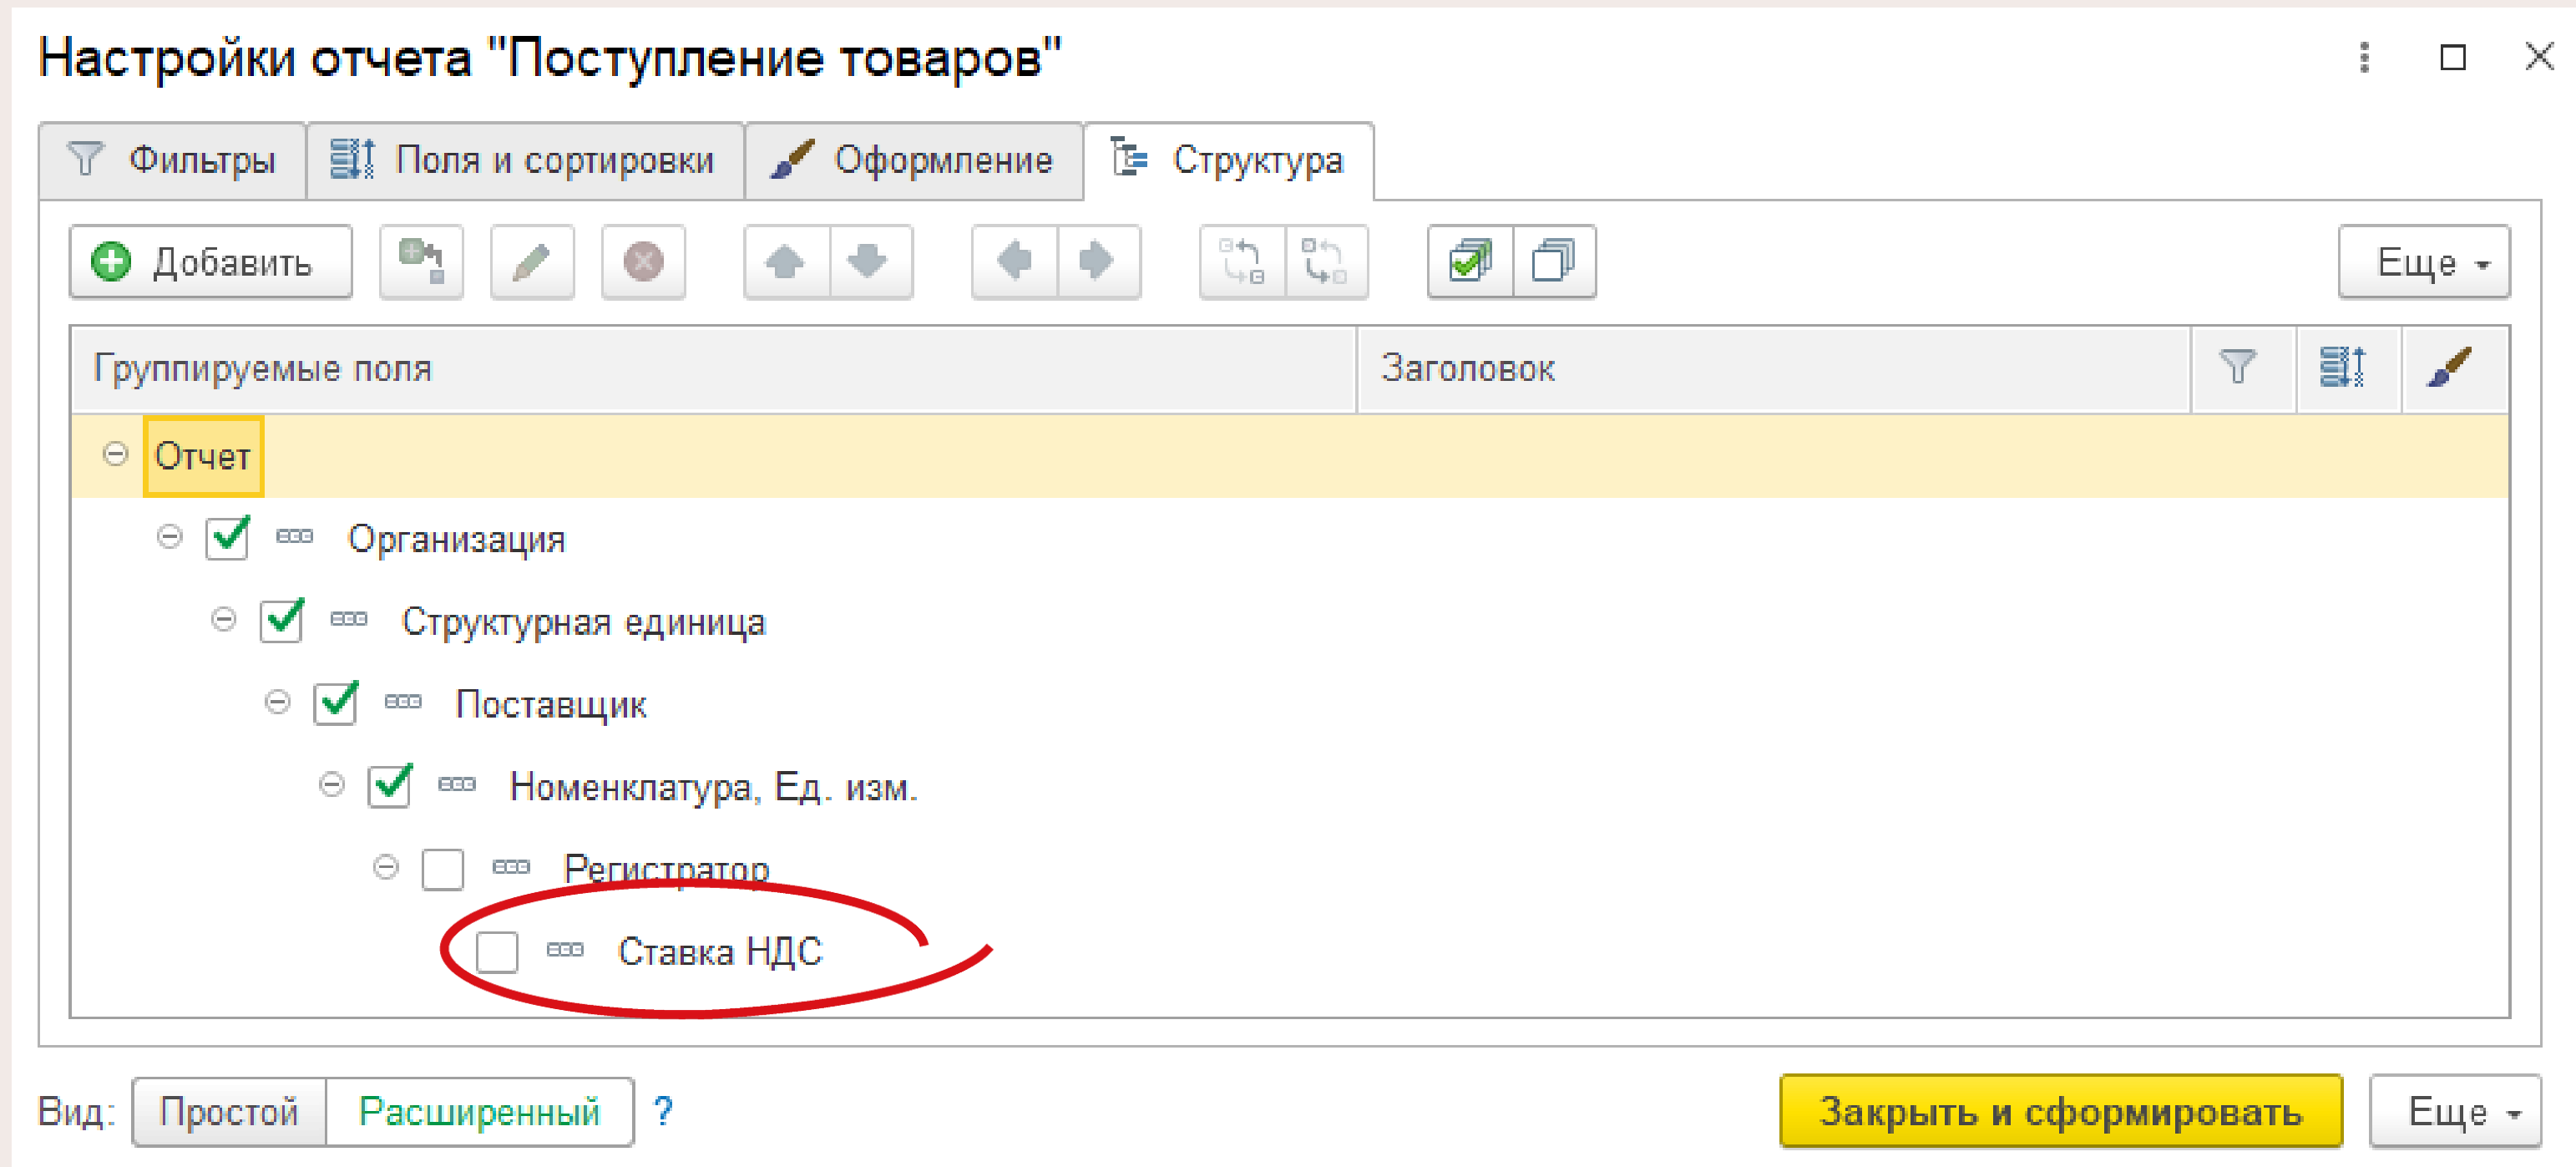 Настройки отчета "Поступление товаров"
Фильтры Поля и сортировки Оформление Структура
Добавить Еще
Группируемые поля Заголовок
Отчет
Организация
Структурная единица
Поставщик
Номенклатура, Ед. изм.
Регистратор
Ставка НДС
Вид: Простой Расширенный ? Закрыть и сформировать Еще